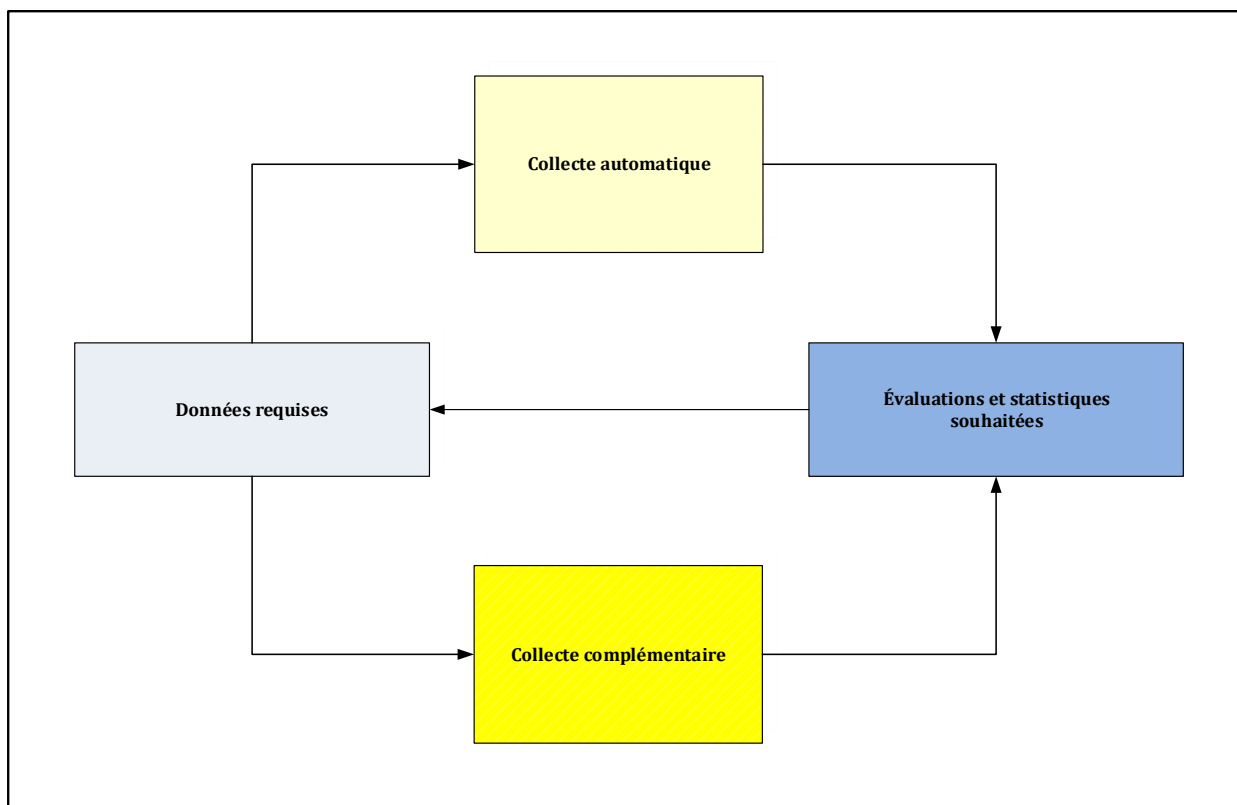 Collecte automatique
Données requises
Évaluations et statistiques
souhaitées
Collecte complémentaire